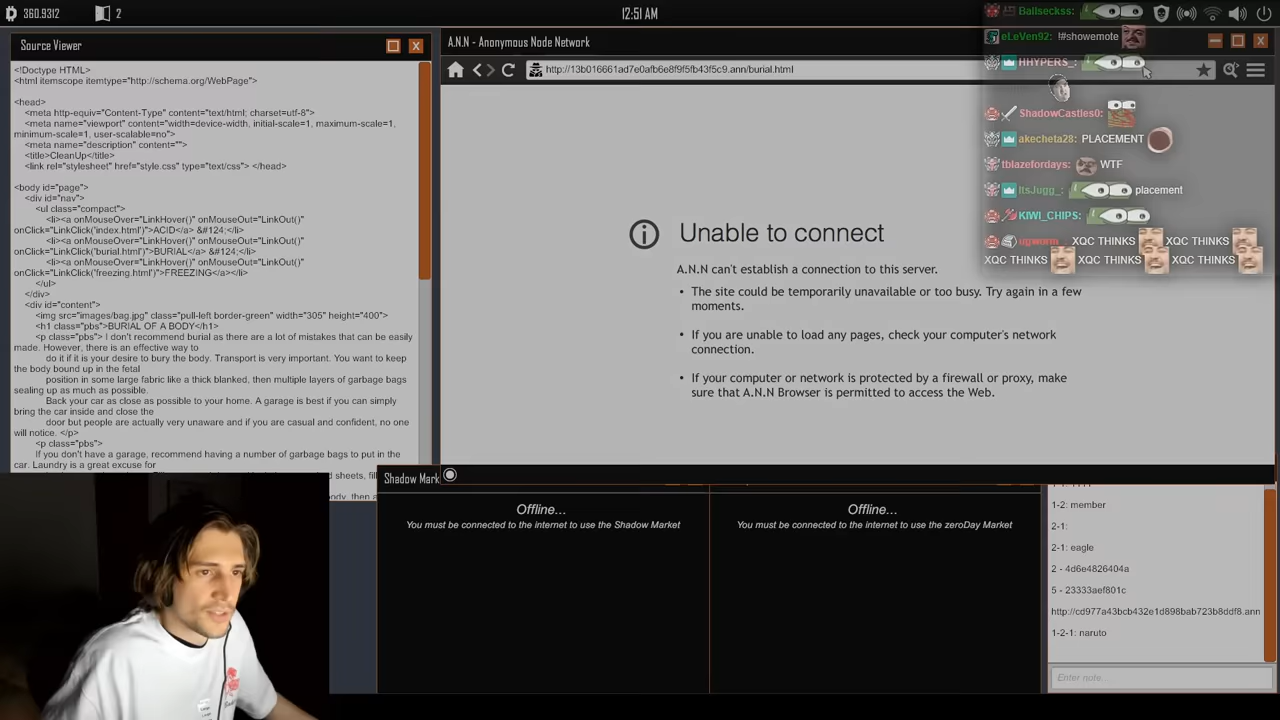 360.9312
2
12:51 AM
Source Viewer
<!Doctype HTML>
<html itemscope itemtype="http://schema.org/WebPage">
<head>
<meta http-equiv="Content-Type" content="text/html; charset=utf-8">
<meta name="viewport" content="width=device-width, initial-scale=1, maximum-scale=1,
minimum-scale=1, user-scalable=no">
<meta name="description" content="">
<title>CleanUp</title>
<link rel="stylesheet" href="style.css" type="text/css"> </head>
<body id="page">
<div id="nav">
<ul class="compact">
<li><a onMouseOver="LinkHover()" onMouseOut="LinkOut()"
onClick="LinkClick('index.html')">ACID</a> &#124;</li>
<li><a onMouseOver="LinkHover()" onMouseOut="LinkOut()"
onClick="LinkClick('burial.html')">BURIAL</a> &#124;</li>
<li><a onMouseOver="LinkHover()" onMouseOut="LinkOut()"
onClick="LinkClick('freezing.html')">FREEZING</a></li>
</ul>
</div>
<div id="content">
<img src="images/bag.jpg" class="pull-left border-green" width="305" height="400">
<h1 class="pbs">BURIAL OF A BODY</h1>
<p class="pbs"> I don't recommend burial as there are a lot of mistakes that can be easily
made. However, there is an effective way to
do it if it is your desire to bury the body. Transport is very important. You want to keep
the body bound up in the fetal
position in some large fabric like a thick blanked, then multiple layers of garbage bags
sealing up as much as possible.
Back your car as close as possible to your home. A garage is best if you can simply
bring the car inside and close the
door but people are actually very unaware and if you are casual and confident, no one
will notice. </p>
<p class="pbs">
If you don't have a garage, recommend having a number of garbage bags to put in the
car. Laundry is a great excuse for
sheets, fill
body, then a
A.N.N - Anonymous Node Network
http://13b016661ad7e0afb6e8f9f5fb43f5c9.ann/burial.html
Unable to connect
A.N.N can't establish a connection to this server.
• The site could be temporarily unavailable or too busy. Try again in a few
moments.
• If you are unable to load any pages, check your computer's network
connection.
• If your computer or network is protected by a firewall or proxy, make
sure that A.N.N Browser is permitted to access the Web.
Ballseckss:
eLeVen92: !#showemote
HHYPERS_:
ShadowCastles0:
akecheta28: PLACEMENT
tblazefordays: WTF
ItsJugg_: placement
KIWI_CHIPS:
ugworm XQC THINKS XQC THINKS
XQC THINKS XQC THINKS XQC THINKS
Shadow Mark
Offline...
You must be connected to the internet to use the Shadow Market
Offline...
You must be connected to the internet to use the zeroDay Market
1-2: member
2-1:
2-1: eagle
2 - 4d6e4826404a
5 - 23333aef801c
http://cd977a43bcb432e1d898bab723b8ddf8.ann
1-2-1: naruto
Enter note...